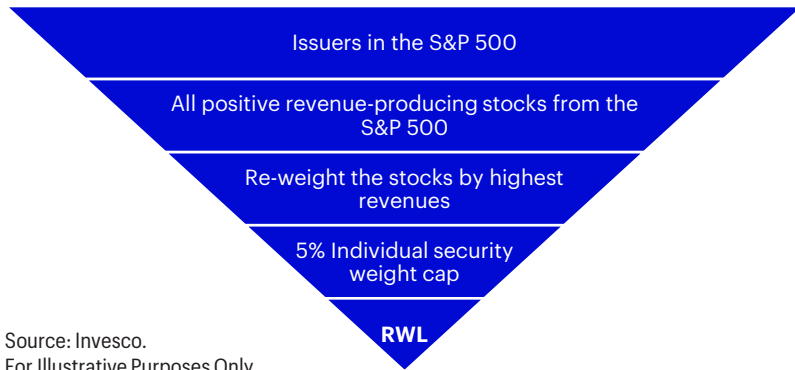 Issuers in the S&P 500
All positive revenue-producing stocks from the
S&P 500
Re-weight the stocks by highest
revenues
5% Individual security
weight cap
RWL
Source: Invesco.
For Illustrative Purposes Only